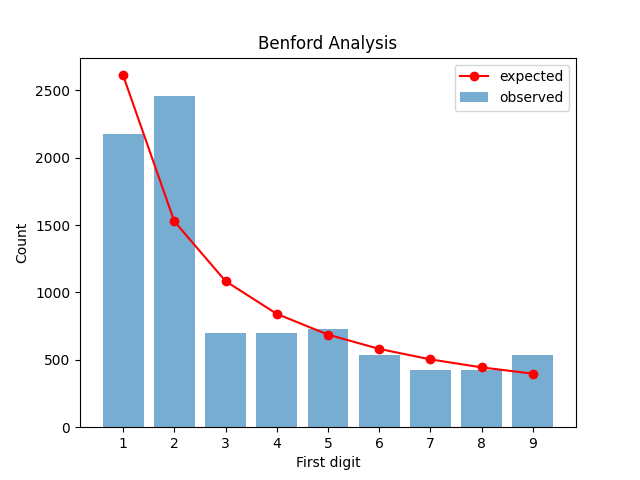 Benford Analysis
expected
observed
2500
2000
1500
1000
500
0
Count
1 2 3 4 5 6 7 8 9
First digit